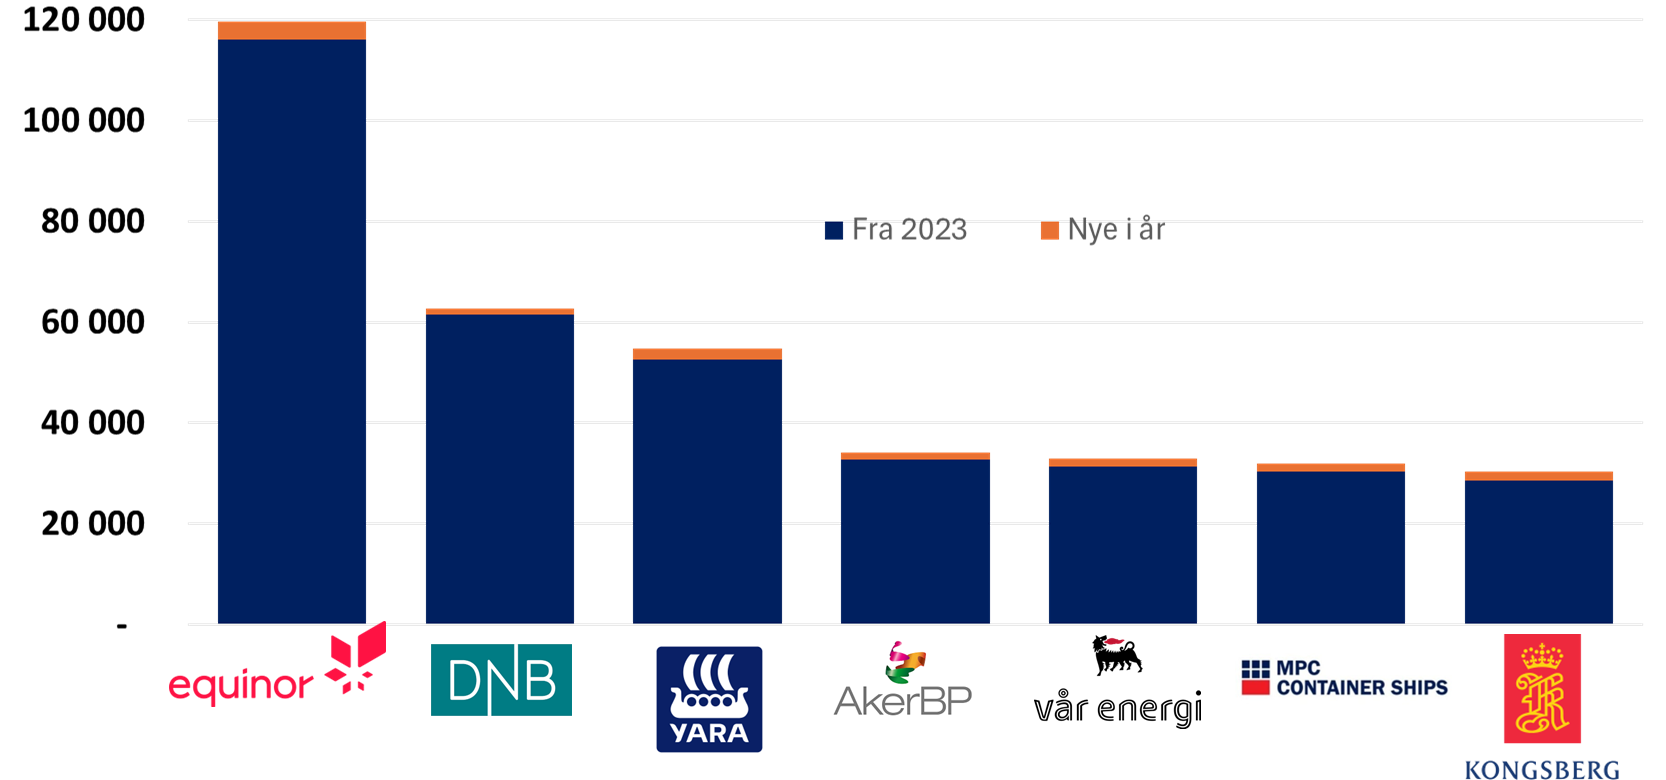 120 000
100 000
80 000
60 000
40 000
20 000
-
Fra 2023
Nye i år
equinor
DNB
YARA
AkerBP
vår energi
MPC
CONTAINER SHIPS
KONGSBERG